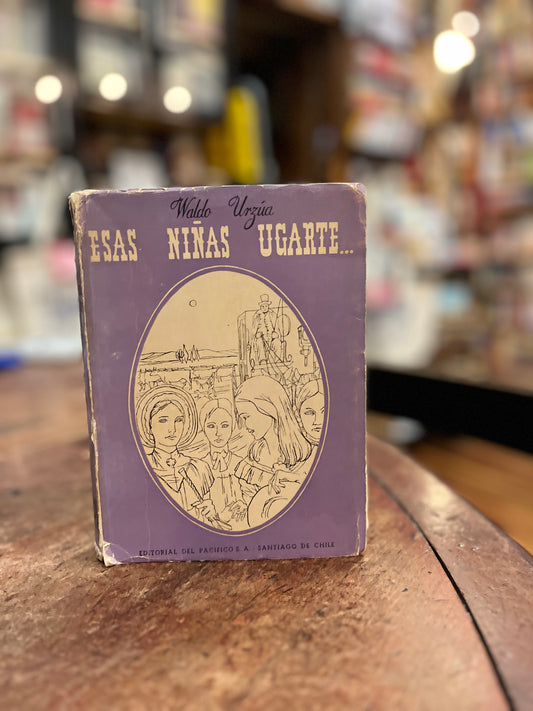 Waldo Urzúa
ESAS NIÑAS UGARTE...
EDITORIAL DEL PACIFICO S. A. - SANTIAGO DE CHILE